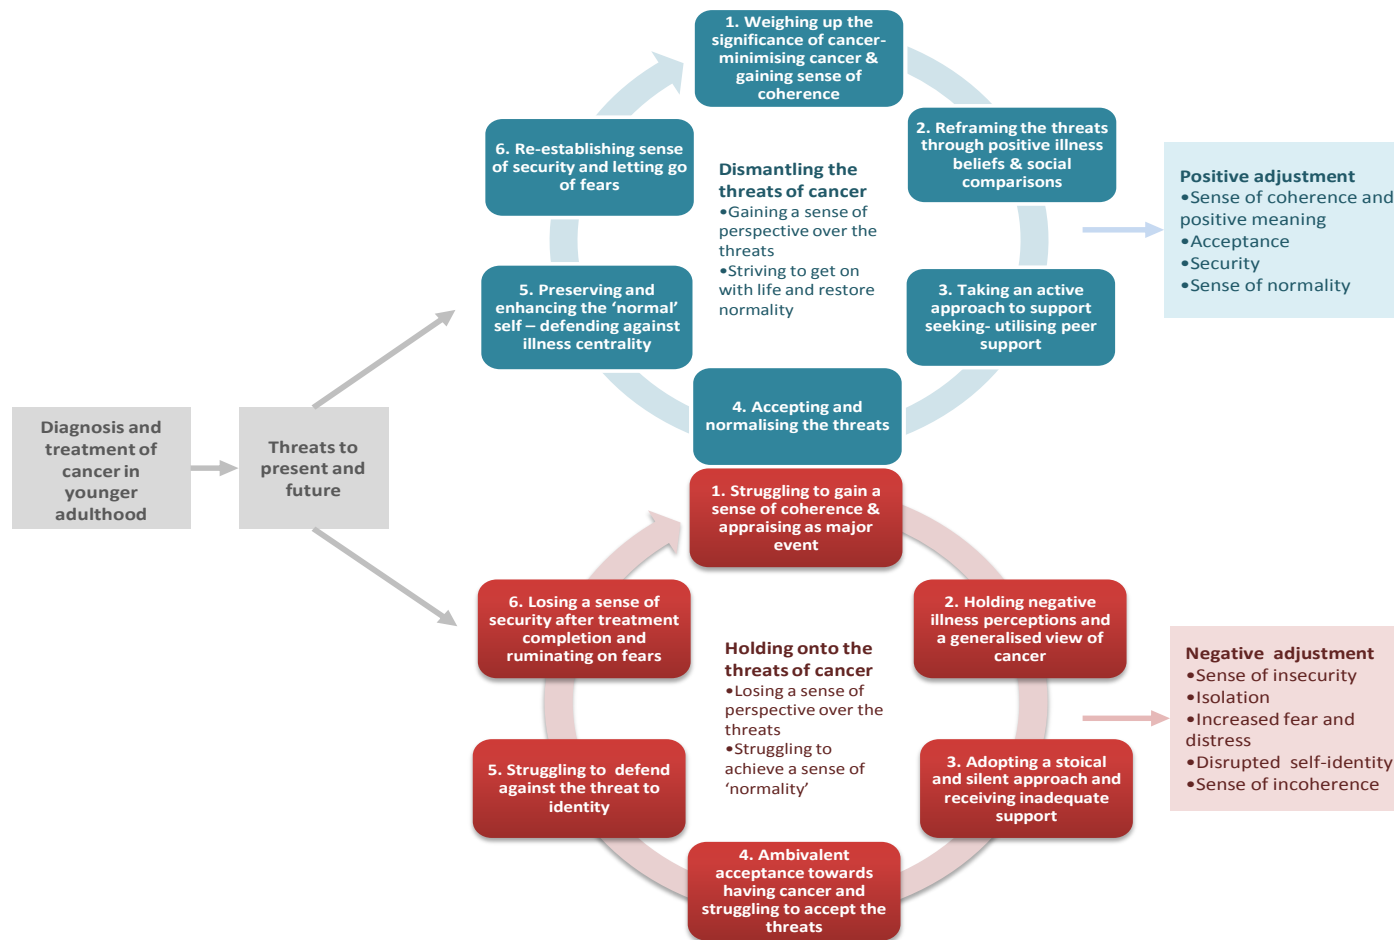 Diagnosis and
treatment of
cancer in
younger
adulthood
Threats to
present and
future
1. Weighing up the
significance of cancer-
minimising cancer &
gaining sense of
coherence
2. Reframing the threats
through positive illness
beliefs & social
comparisons
3. Taking an active
approach to support
seeking- utilising peer
support
4. Accepting and
normalising the threats
5. Preserving and
enhancing the ‘normal’
self – defending against
illness centrality
6. Re-establishing sense
of security and letting go
of fears
Dismantling the
threats of cancer
•Gaining a sense of
perspective over the
threats
•Striving to get on
with life and restore
normality
Positive adjustment
•Sense of coherence and
positive meaning
•Acceptance
•Security
•Sense of normality
1. Struggling to gain a
sense of coherence &
appraising as major
event
2. Holding negative
illness perceptions and
a generalised view of
cancer
3. Adopting a stoical
and silent approach and
receiving inadequate
support
4. Ambivalent
acceptance towards
having cancer and
struggling to accept the
threats
5. Struggling to defend
against the threat to
identity
6. Losing a sense of
security after treatment
completion and
ruminating on fears
Holding onto the
threats of cancer
•Losing a sense of
perspective over the
threats
•Struggling to
achieve a sense of
‘normality’
Negative adjustment
•Sense of insecurity
•Isolation
•Increased fear and
distress
•Disrupted self-identity
•Sense of incoherence